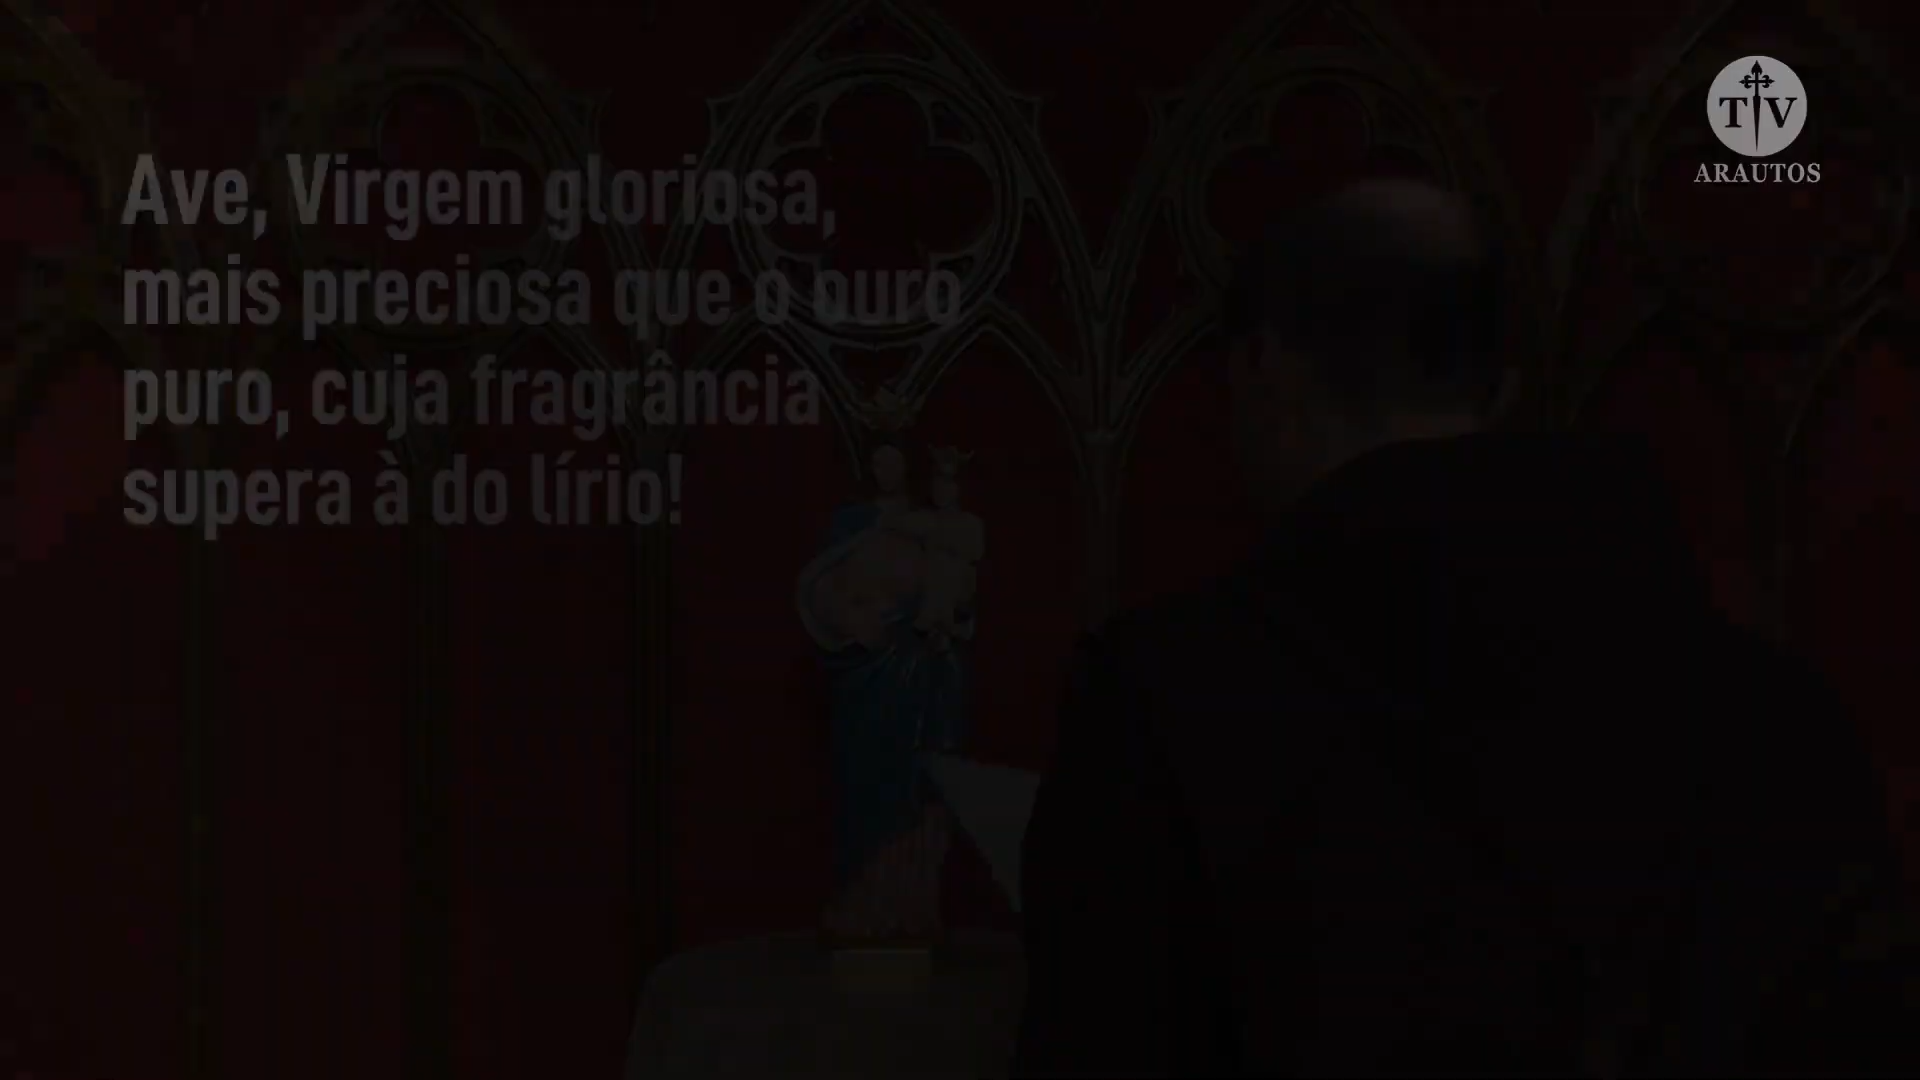 Ave, Virgem gloriosa,
mais preciosa que o ouro
puro, cuja fragrância
supera à do lírio!
TV
ARAUTOS